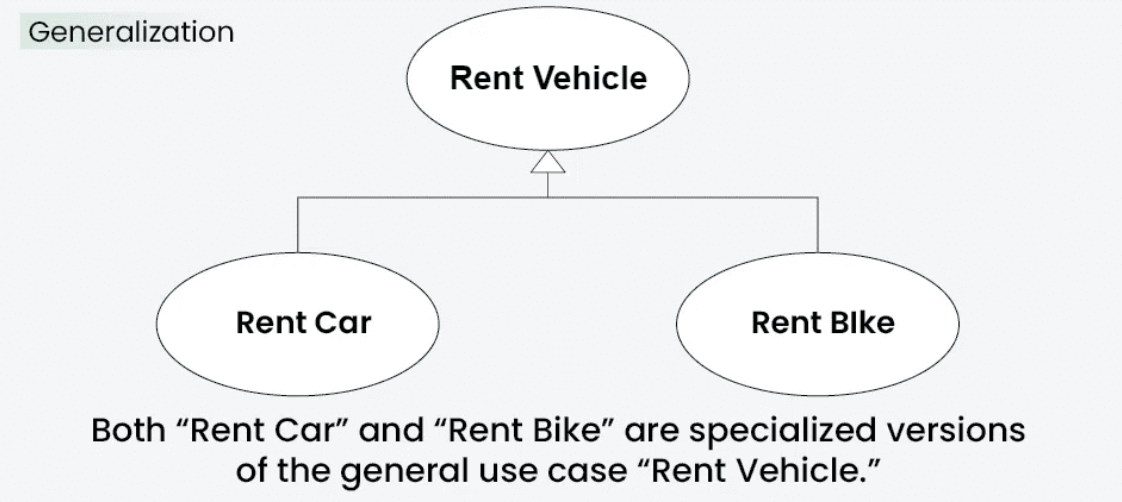 Generalization
Rent Vehicle
Rent Car
Rent BIke
Both “Rent Car” and “Rent Bike” are specialized versions
of the general use case “Rent Vehicle.”